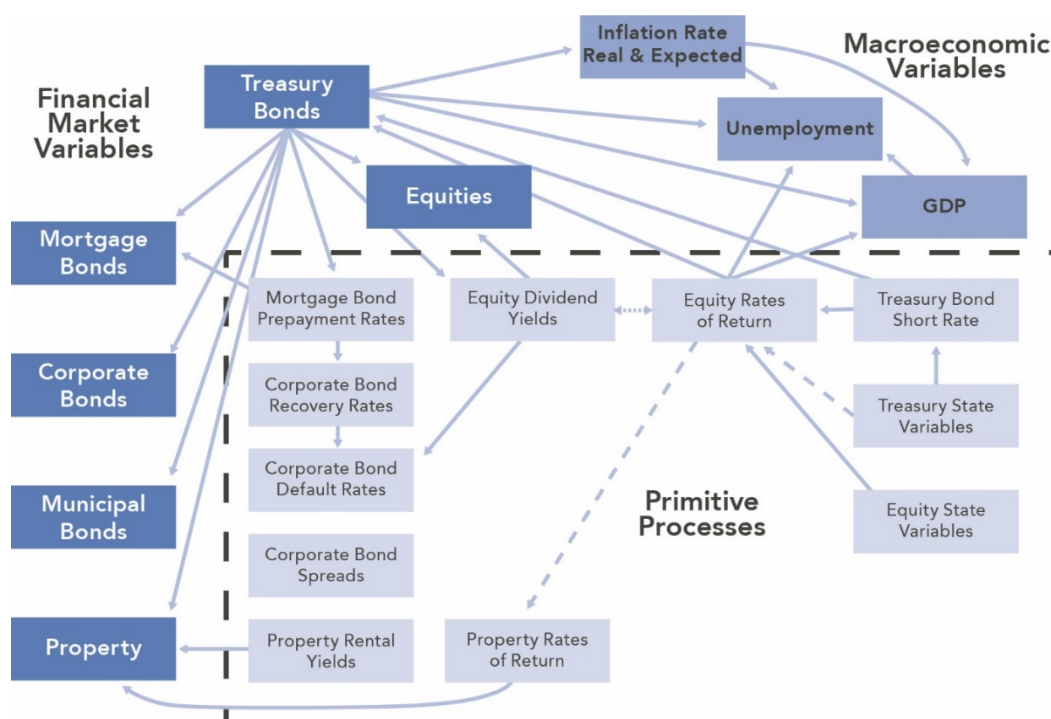 Inflation Rate
Real & Expected
Macroeconomic
Variables
Financial
Market
Variables
Treasury
Bonds
Unemployment
Equities
GDP
Mortgage
Bonds
Mortgage Bond
Prepayment Rates
Equity Dividend
Yields
Equity Rates
of Return
Treasury Bond
Short Rate
Corporate
Bonds
Corporate Bond
Recovery Rates
Treasury State
Variables
Corporate Bond
Default Rates
Municipal
Bonds
Primitive
Processes
Equity State
Variables
Corporate Bond
Spreads
Property
Property Rental
Yields
Property Rates
of Return